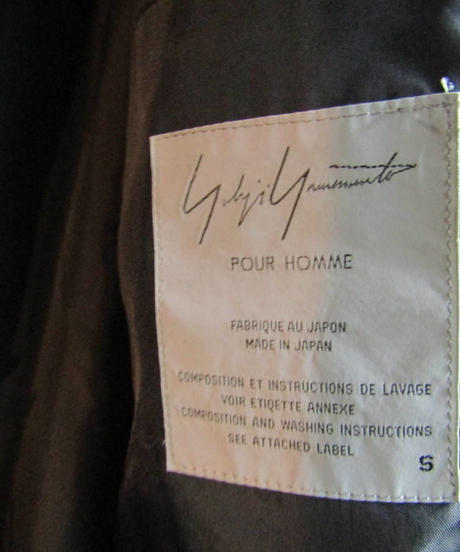 Yohji Yamamoto
POUR HOMME
FABRIQUE AU JAPON
MADE IN JAPAN
COMPOSITION ET INSTRUCTIONS DE LAVAGE
VOIR ETIQETTE ANNEXE
COMPOSITION AND WASHING INSTRUCTIONS
SEE ATTACHED LABEL
S